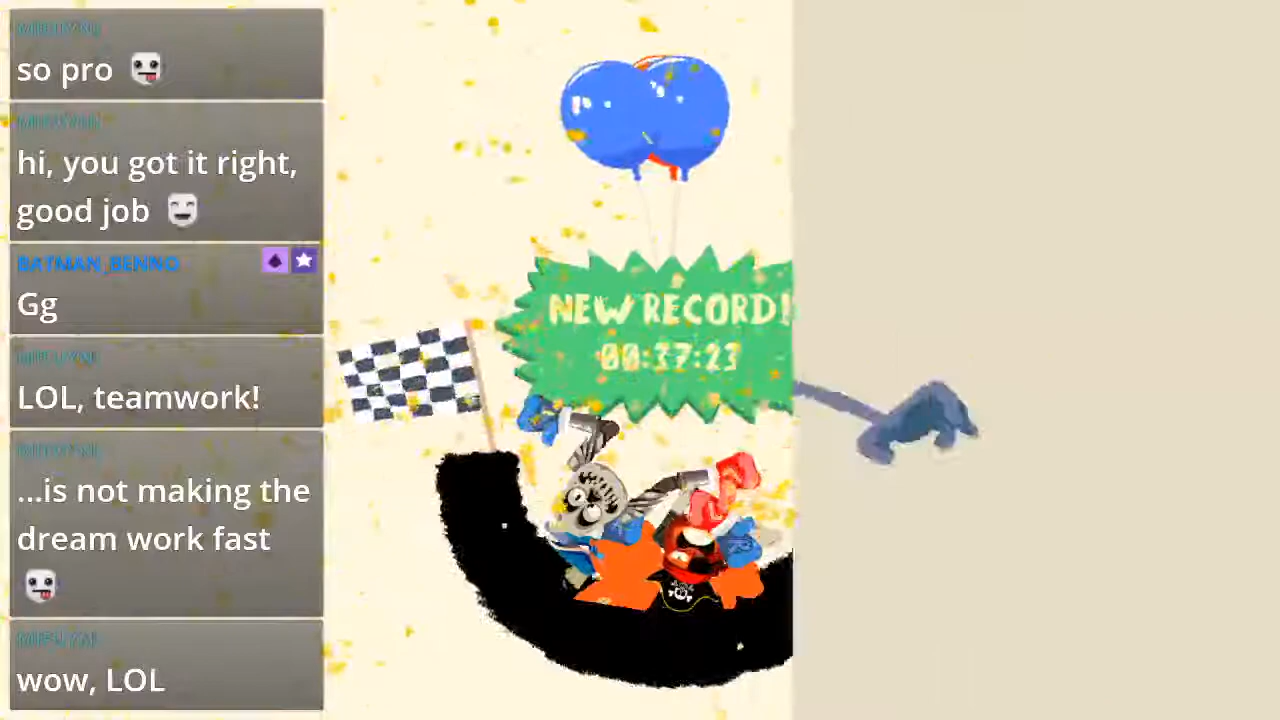 so pro
hi, you got it right,
good job
BATMAN_BENNO
Gg
LOL, teamwork!
...is not making the
dream work fast
wow, LOL
NEW RECORD!
00:37:23
L
R